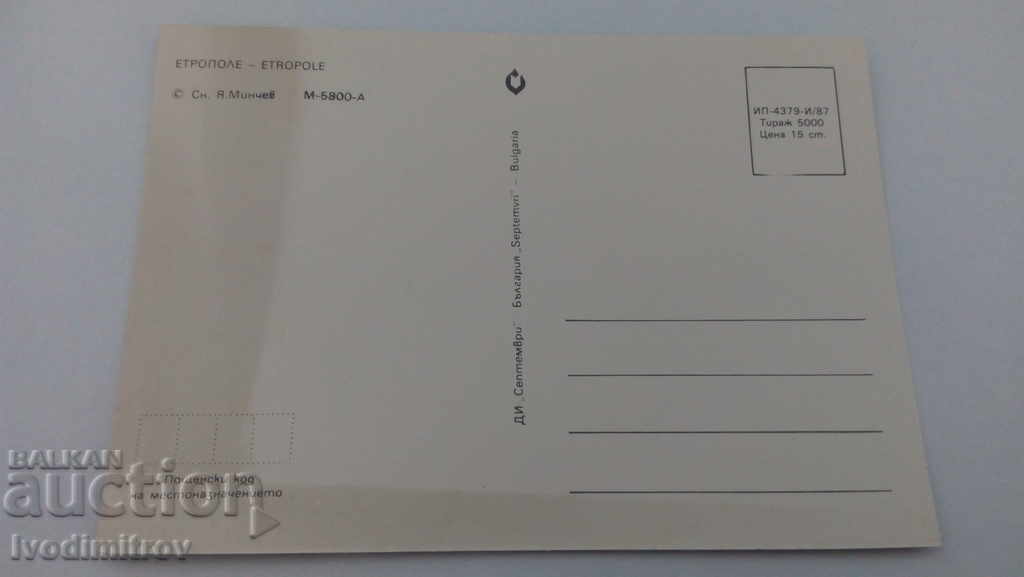 ЕТРОПОЛЕ – ETROPOLE
© Сн. Я.Минчев М-5800-А
ИП-4379-И/87
Тираж 5000
Цена 15 ст.
ДИ „Септември" България „Septemvri" – Bulgaria
Пощенски код
на местоназначението
BALKAN
auction
Ivodimitrov